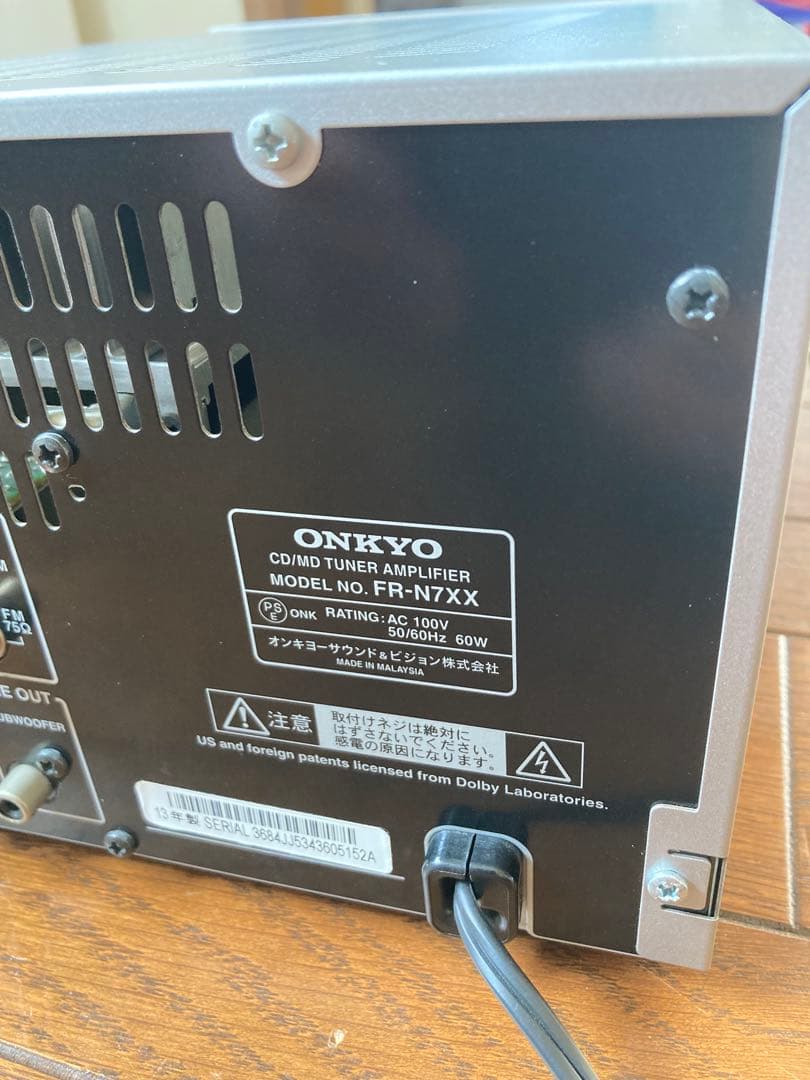 ONKYO
CD/MD TUNER AMPLIFIER
MODEL NO. FR-N7XX
PS E ONK RATING: AC 100V
50/60Hz 60W
オンキヨーサウンド&ビジョン株式会社
MADE IN MALAYSIA
FM
75Ω
OUT
注意
取付けネジは絶対に
はずさないでください。
感電の原因になります。
US and foreign patents licensed from Dolby Laboratories.
13年製 SERIAL 3684JJ5343605152A